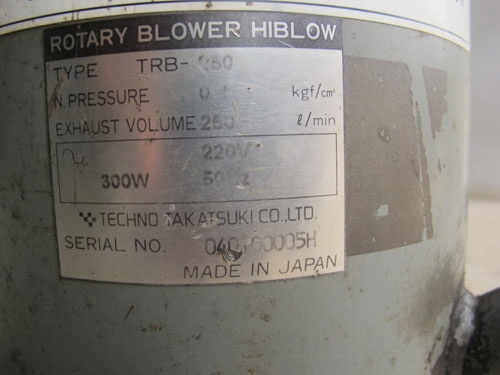 ROTARY BLOWER HIBLOW
TYPE TRB-
N.PRESSURE kgf/cm²
EXHAUST VOLUME 250 ℓ/min
220V
300W
TECHNO TAKATSUKI CO.,LTD.
SERIAL NO.
MADE IN JAPAN